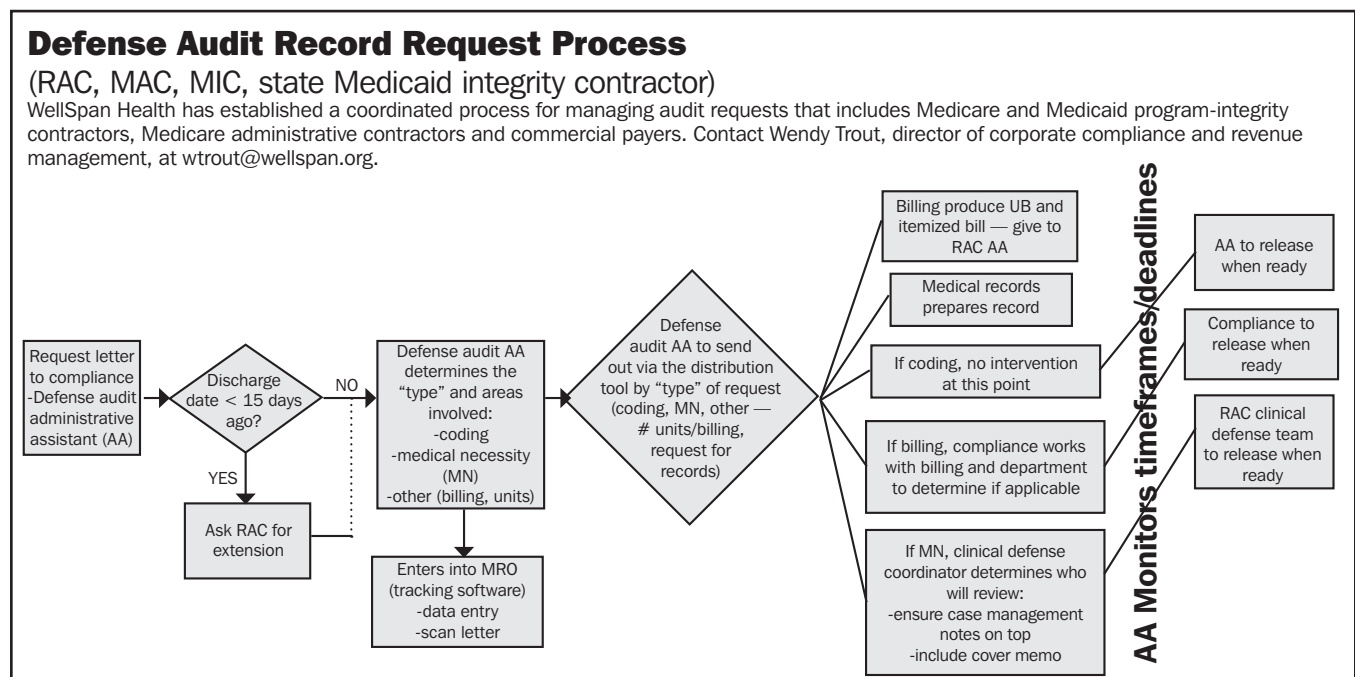 Defense Audit Record Request Process
(RAC, MAC, MIC, state Medicaid integrity contractor)
WellSpan Health has established a coordinated process for managing audit requests that includes Medicare and Medicaid program-integrity
contractors, Medicare administrative contractors and commercial payers. Contact Wendy Trout, director of corporate compliance and revenue
management, at wtrout@wellspan.org.
Request letter
to compliance
-Defense audit
administrative
assistant (AA)
Discharge
date < 15 days
ago?
NO
YES
Ask RAC for
extension
Defense audit AA
determines the
“type” and areas
involved:
-coding
-medical necessity
(MN)
-other (billing, units)
Enters into MRO
(tracking software)
-data entry
-scan letter
Defense
audit AA to send
out via the distribution
tool by “type” of request
(coding, MN, other —
# units/billing,
request for
records)
Billing produce UB and
itemized bill — give to
RAC AA
Medical records
prepares record
If coding, no intervention
at this point
If billing, compliance works
with billing and department
to determine if applicable
If MN, clinical defense
coordinator determines who
will review:
-ensure case management
notes on top
-include cover memo
AA Monitors timeframes/deadlines
AA to release
when ready
Compliance to
release when
ready
RAC clinical
defense team
to release when
ready